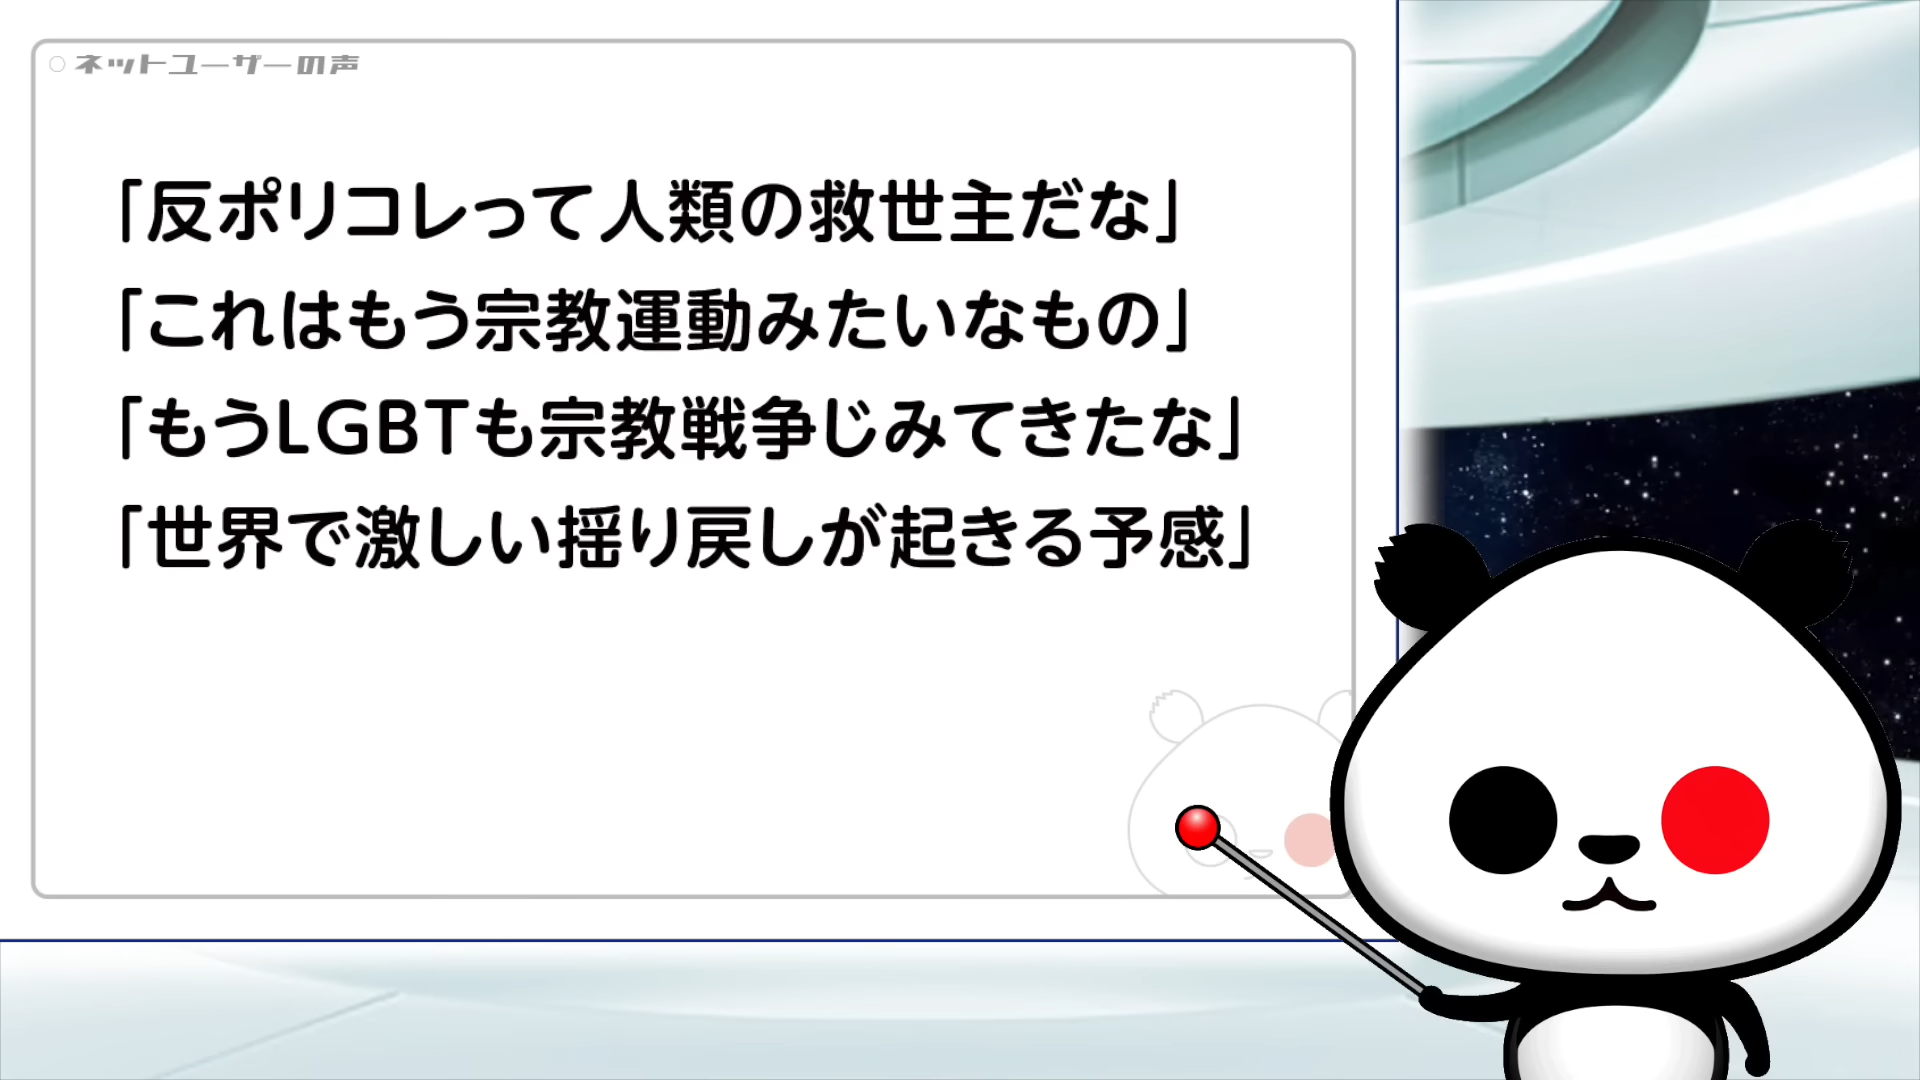 ネットユーザーの声
「反ポリコレって人類の救世主だな」
「これはもう宗教運動みたいなもの」
「もうLGBTも宗教戦争じみてきたな」
「世界で激しい揺り戻しが起きる予感」